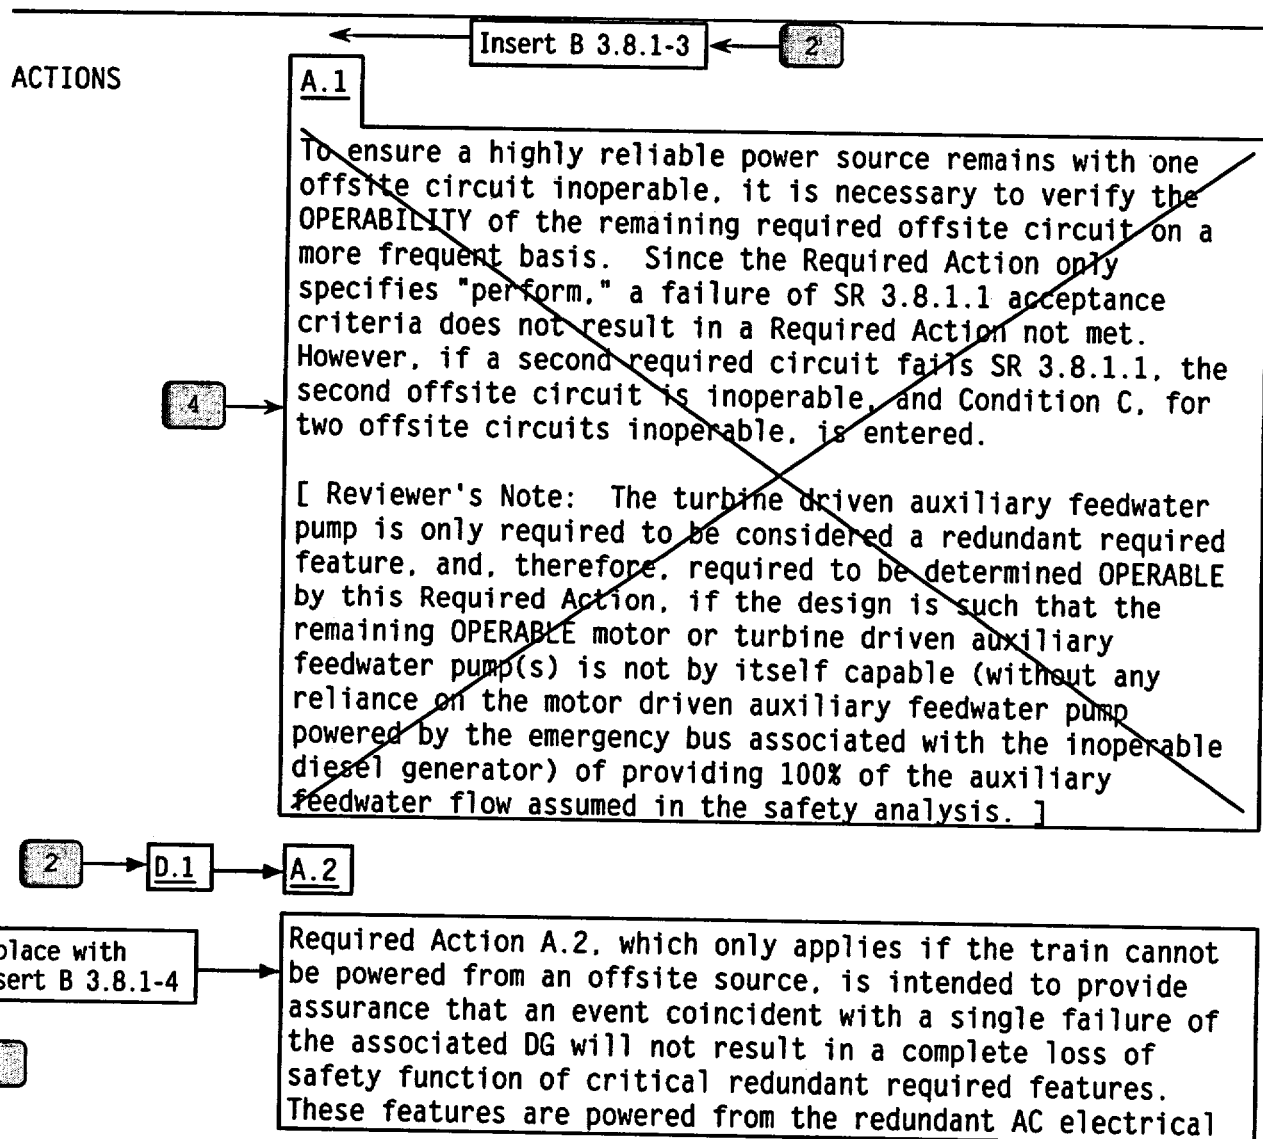 Insert B 3.8.1-3
2
ACTIONS
A.1
To ensure a highly reliable power source remains with one
offsite circuit inoperable, it is necessary to verify the
OPERABILITY of the remaining required offsite circuit on a
more frequent basis. Since the Required Action only
specifies "perform," a failure of SR 3.8.1.1 acceptance
criteria does not result in a Required Action not met.
However, if a second required circuit fails SR 3.8.1.1, the
second offsite circuit is inoperable, and Condition C, for
two offsite circuits inoperable, is entered.
4
[ Reviewer's Note: The turbine driven auxiliary feedwater
pump is only required to be considered a redundant required
feature, and, therefore, required to be determined OPERABLE
by this Required Action, if the design is such that the
remaining OPERABLE motor or turbine driven auxiliary
feedwater pump(s) is not by itself capable (without any
reliance on the motor driven auxiliary feedwater pump
powered by the emergency bus associated with the inoperable
diesel generator) of providing 100% of the auxiliary
feedwater flow assumed in the safety analysis. ]
2
D.1
A.2
place with
sert B 3.8.1-4
Required Action A.2, which only applies if the train cannot
be powered from an offsite source, is intended to provide
assurance that an event coincident with a single failure of
the associated DG will not result in a complete loss of
safety function of critical redundant required features.
These features are powered from the redundant AC electrical